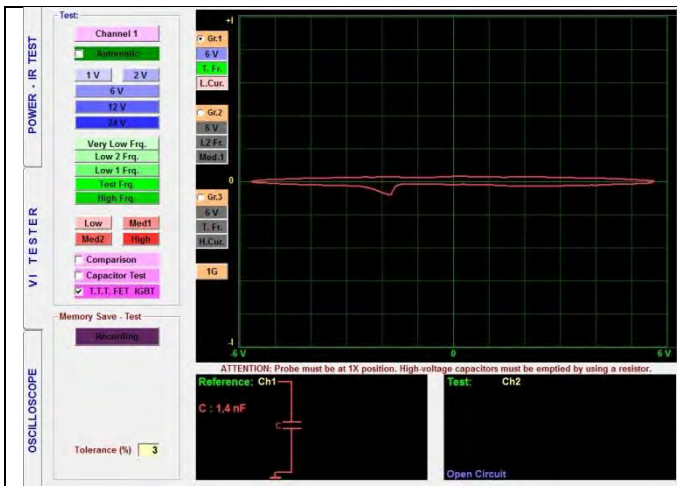 POWER - IR TEST
VI TESTER
OSCILLOSCOPE
Test:
Channel 1
Automatic
1 V
2 V
6 V
12 V
24 V
Very Low Frq.
Low 2 Frq.
Low 1 Frq.
Test Frq.
High Frq.
Low
Med1
Med2
High
Comparison
Capacitor Test
T.T.T. FET IGBT
Memory Save - Test
Recording
Tolerance (%)
3
Gr.1
6 V
T. Fr.
L.Cur.
Gr.2
6 V
L2 Fr.
Med.1
Gr.3
6 V
T. Fr.
H.Cur.
1G
+I
0
-I
-6 V
0
6 V
ATTENTION: Probe must be at 1X position. High-voltage capacitors must be emptied by using a resistor.
Reference: Ch1
C : 1,4 nF
C
Test: Ch2
Open Circuit